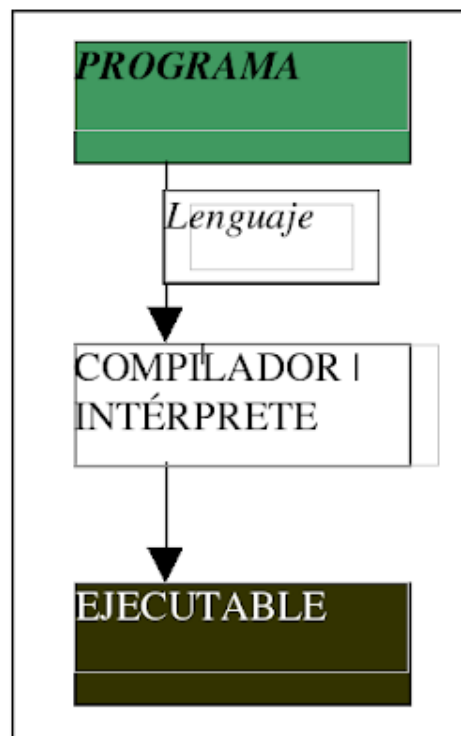 PROGRAMA
Lenguaje
COMPILADOR |
INTÉRPRETE
EJECUTABLE